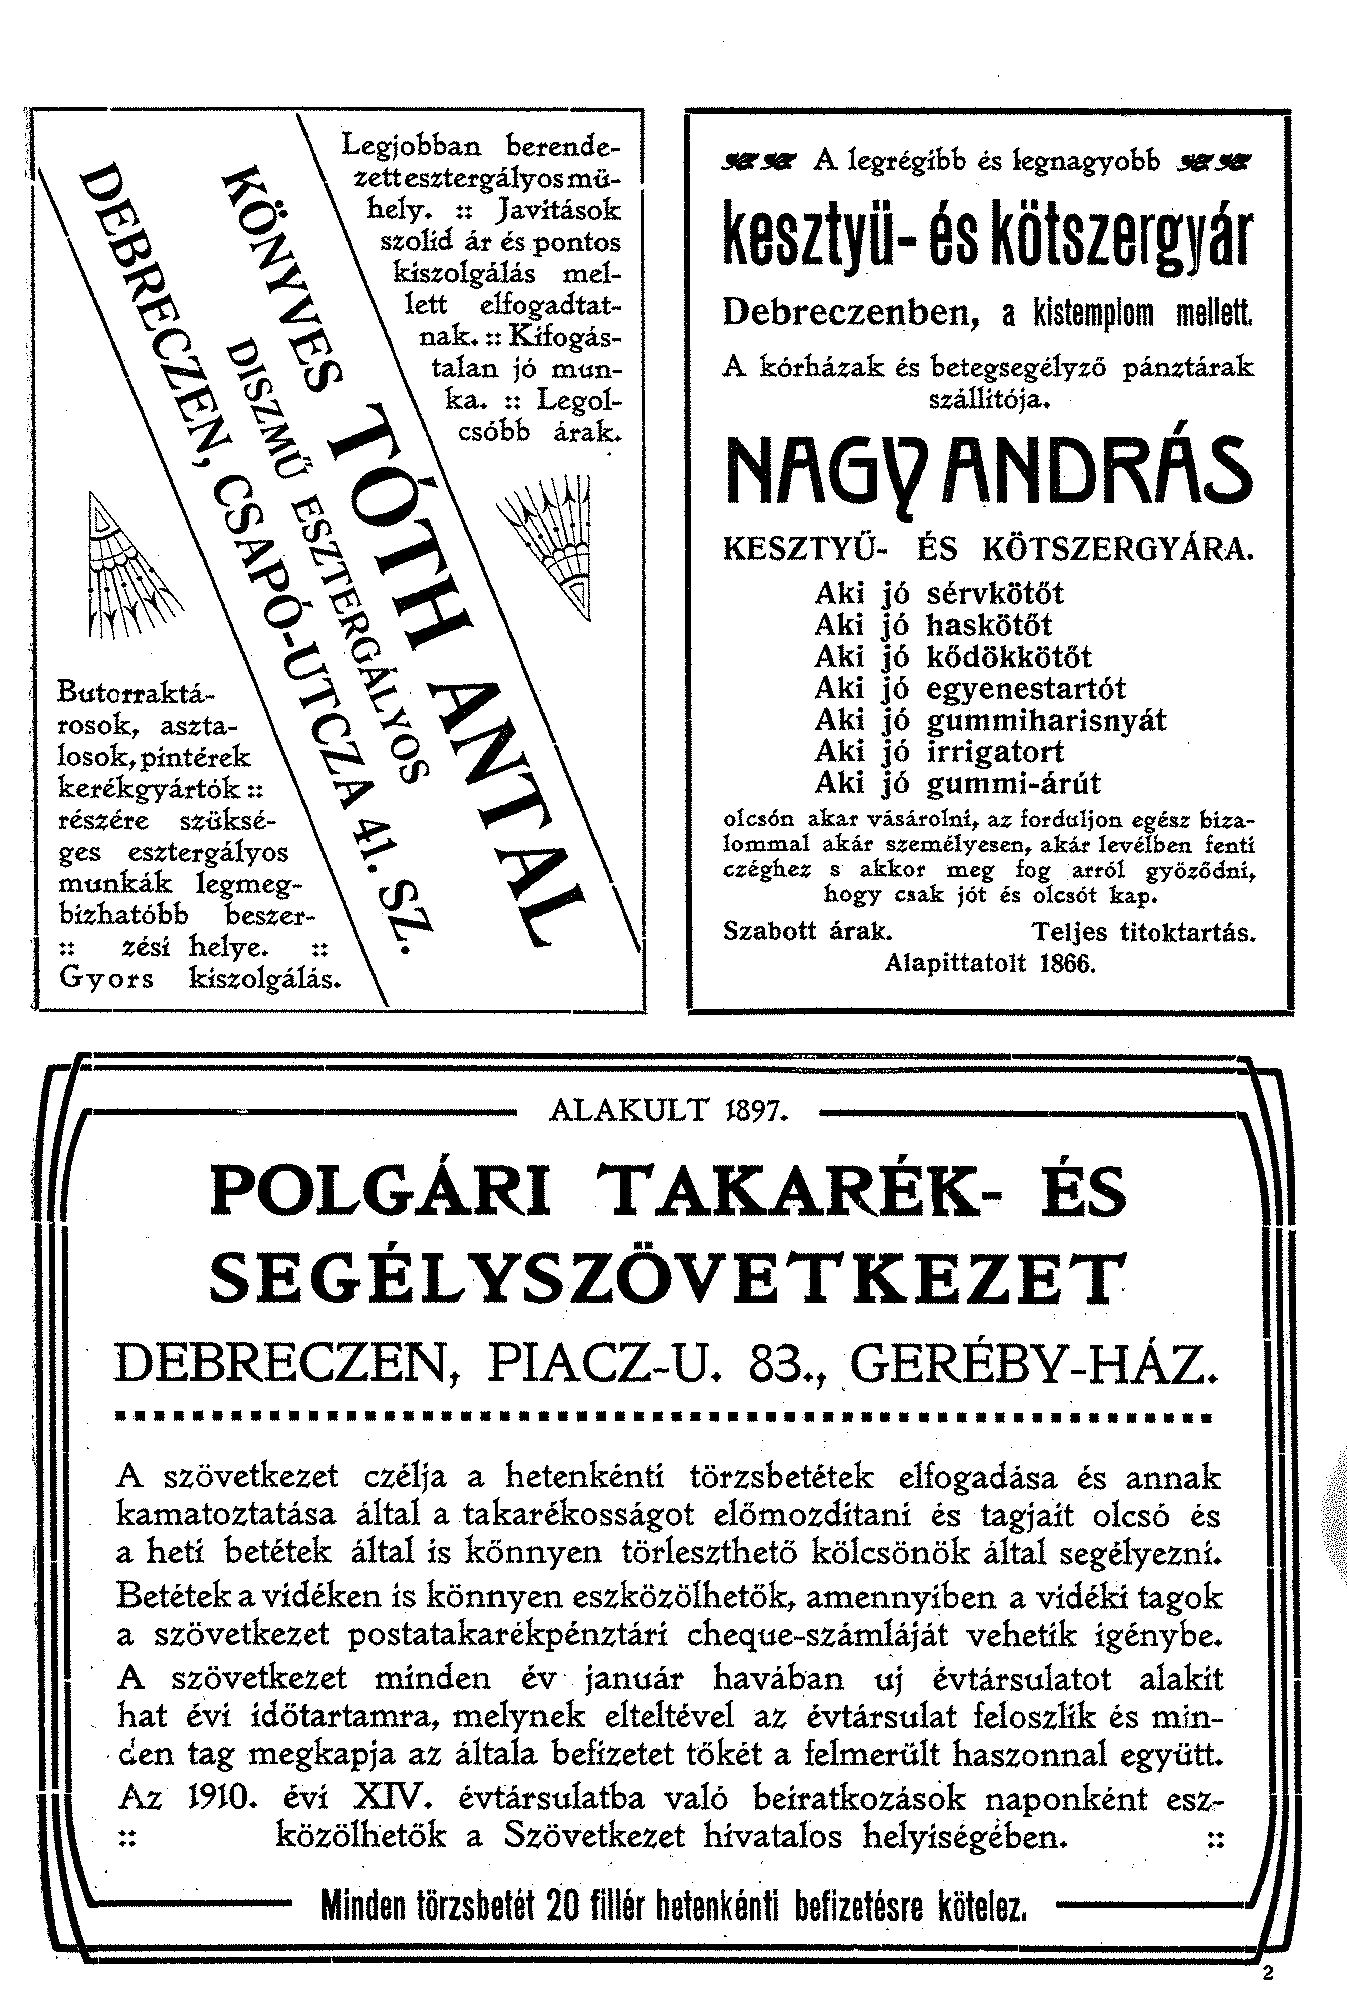 Legjobban berende-
zett esztergályos mű-
hely. :: Javitások
szolid ár és pontos
kiszolgálás mel-
lett elfogadtat-
nak. :: Kifogás-
talan jó mun-
ka. :: Legol-
csóbb árak.
KÖNYVES TÓTH ANTAL
DISZMŰ ESZTERGÁLYOS
DEBRECZEN, CSAPÓ-UTCZA 41. SZ.
Butorraktá-
rosok, aszta-
losok, pintérek
kerékgyártók ::
részére szüksé-
ges esztergályos
munkák legmeg-
bizhatóbb beszer-
:: zési helye. ::
Gyors kiszolgálás.
A legrégibb és legnagyobb
kesztyü- és kötszergyár
Debreczenben, a kistemplom mellett.
A kórházak és betegsegélyző pánztárak
szállitója.
NAGY ANDRÁS
KESZTYŰ- ÉS KÖTSZERGYÁRA.
Aki jó sérvkötőt
Aki jó haskötőt
Aki jó kődökkötőt
Aki jó egyenestartót
Aki jó gummiharisnyát
Aki jó irrigatort
Aki jó gummi-árút
olcsón akar vásárolni, az forduljon egész biza-
lommal akár személyesen, akár levélben fenti
czéghez s akkor meg fog arról győződni,
hogy csak jót és olcsót kap.
Szabott árak. Teljes titoktartás.
Alapittatolt 1866.
ALAKULT 1897.
POLGÁRI TAKARÉK- ÉS
SEGÉLYSZÖVETKEZET
DEBRECZEN, PIACZ-U. 83., GERÉBY-HÁZ.
A szövetkezet czélja a hetenkénti törzsbetétek elfogadása és annak
kamatoztatása által a takarékosságot előmozditani és tagjait olcsó és
a heti betétek által is könnyen törleszthető kölcsönök által segélyezni.
Betétek a vidéken is könnyen eszközölhetők, amennyiben a vidéki tagok
a szövetkezet postatakarékpénztári cheque-számláját vehetik igénybe.
A szövetkezet minden év január havában uj évtársulatot alakit
hat évi időtartamra, melynek elteltével az évtársulat feloszlik és min-
den tag megkapja az általa befizetet tőkét a felmerült haszonnal együtt.
Az 1910. évi XIV. évtársulatba való beiratkozások naponként esz-
:: közölhetők a Szövetkezet hivatalos helyiségében. ::
Minden törzsbetét 20 fillér hetenkénti befizetésre kötelez.
2